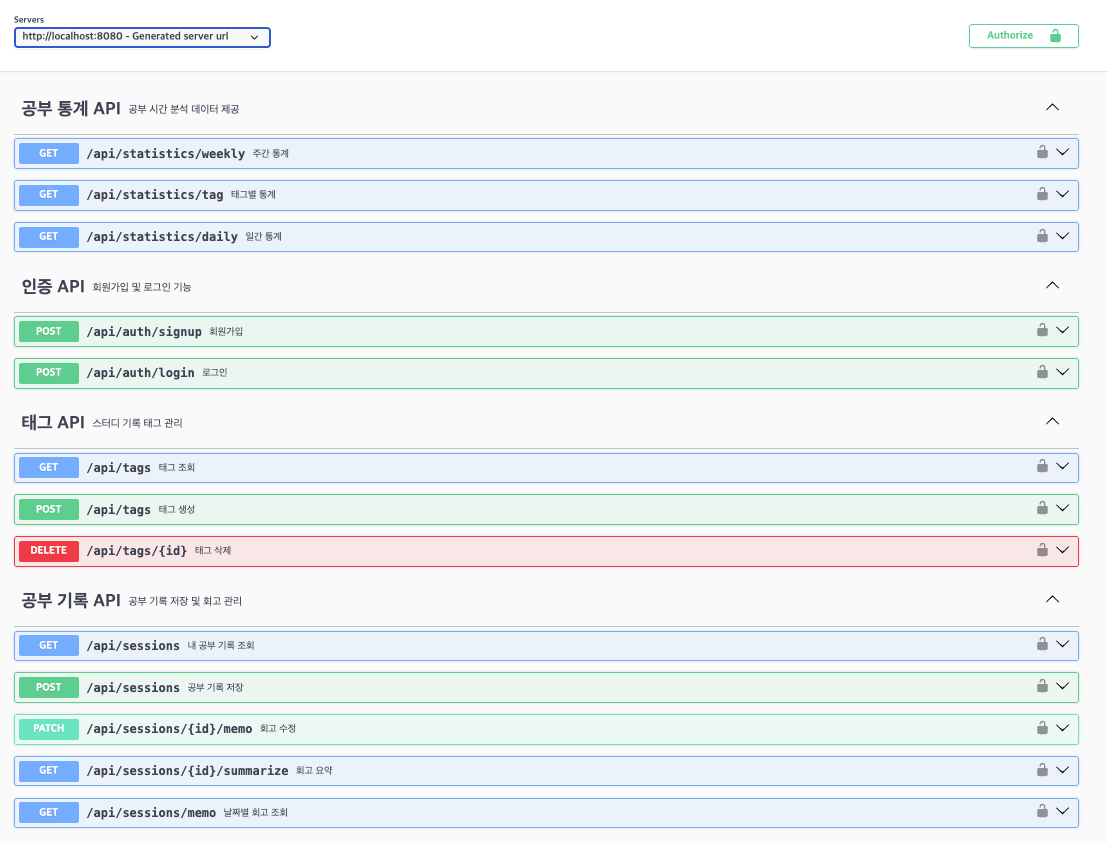 Servers
http://localhost:8080 - Generated server url
Authorize
공부 통계 API 공부 시간 분석 데이터 제공
GET /api/statistics/weekly 주간 통계
GET /api/statistics/tag 태그별 통계
GET /api/statistics/daily 일간 통계
인증 API 회원가입 및 로그인 기능
POST /api/auth/signup 회원가입
POST /api/auth/login 로그인
태그 API 스터디 기록 태그 관리
GET /api/tags 태그 조회
POST /api/tags 태그 생성
DELETE /api/tags/{id} 태그 삭제
공부 기록 API 공부 기록 저장 및 회고 관리
GET /api/sessions 내 공부 기록 조회
POST /api/sessions 공부 기록 저장
PATCH /api/sessions/{id}/memo 회고 수정
GET /api/sessions/{id}/summarize 회고 요약
GET /api/sessions/memo 날짜별 회고 조회